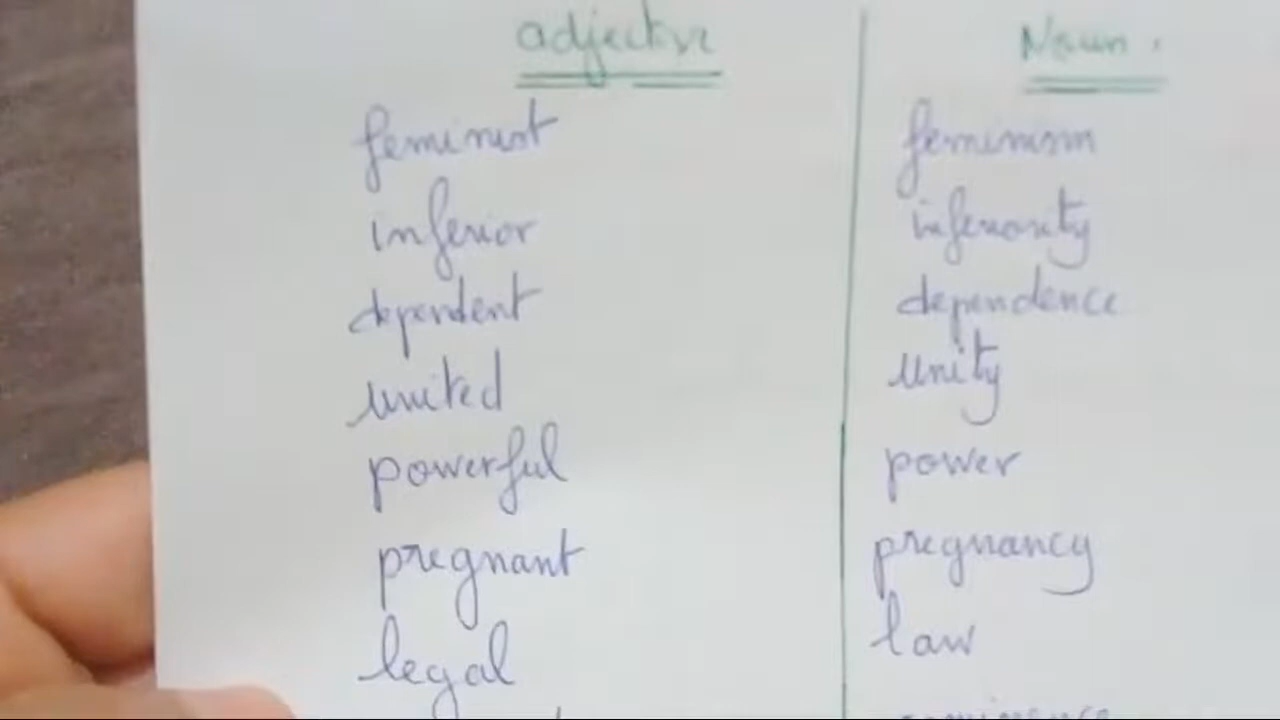 adjective Noun.
feminist feminism
inferior inferiority
dependent dependence
united unity
powerful power
pregnant pregnancy
legal law